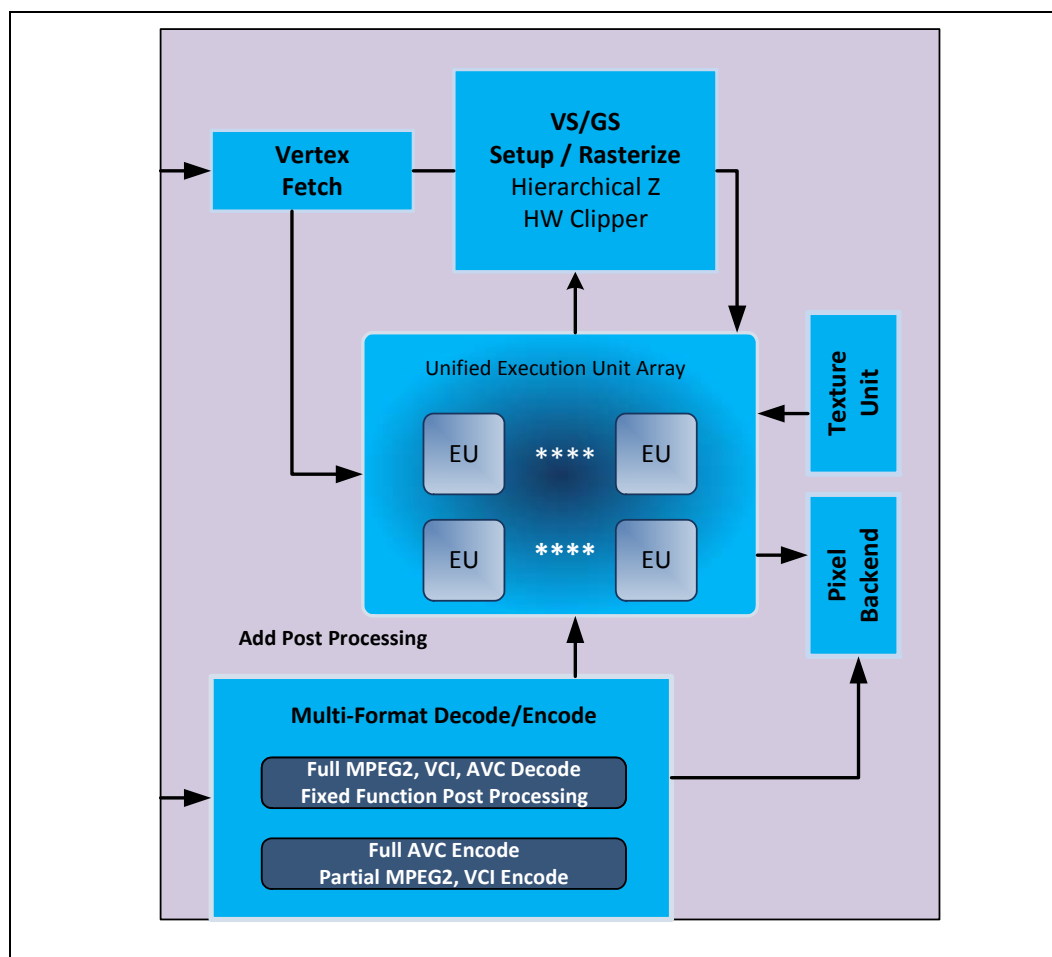 VS/GS
Setup / Rasterize
Hierarchical Z
HW Clipper
Vertex
Fetch
Unified Execution Unit Array
EU
****
EU
EU
****
EU
Texture
Unit
Pixel
Backend
Add Post Processing
Multi-Format Decode/Encode
Full MPEG2, VCI, AVC Decode
Fixed Function Post Processing
Full AVC Encode
Partial MPEG2, VCI Encode